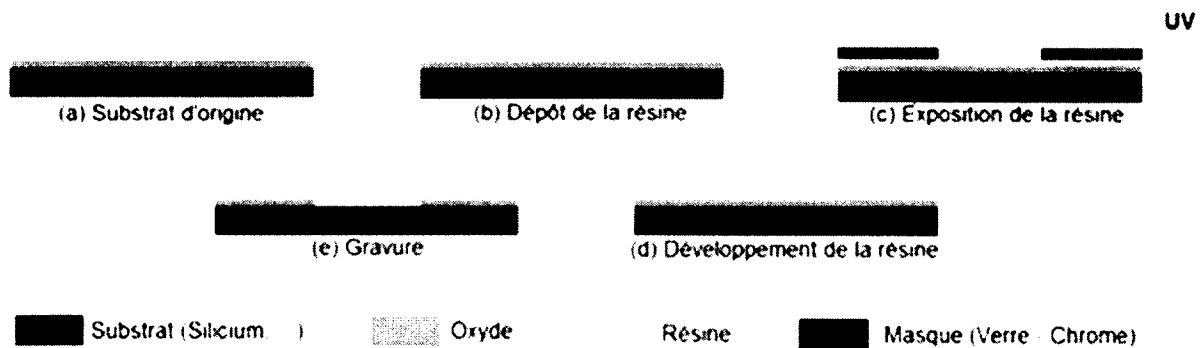 UV
(a) Substrat d'origine
(b) Dépôt de la résine
(c) Exposition de la résine
(e) Gravure
(d) Développement de la résine
Substrat (Silicium, )
Oxyde
Résine
Masque (Verre - Chrome)